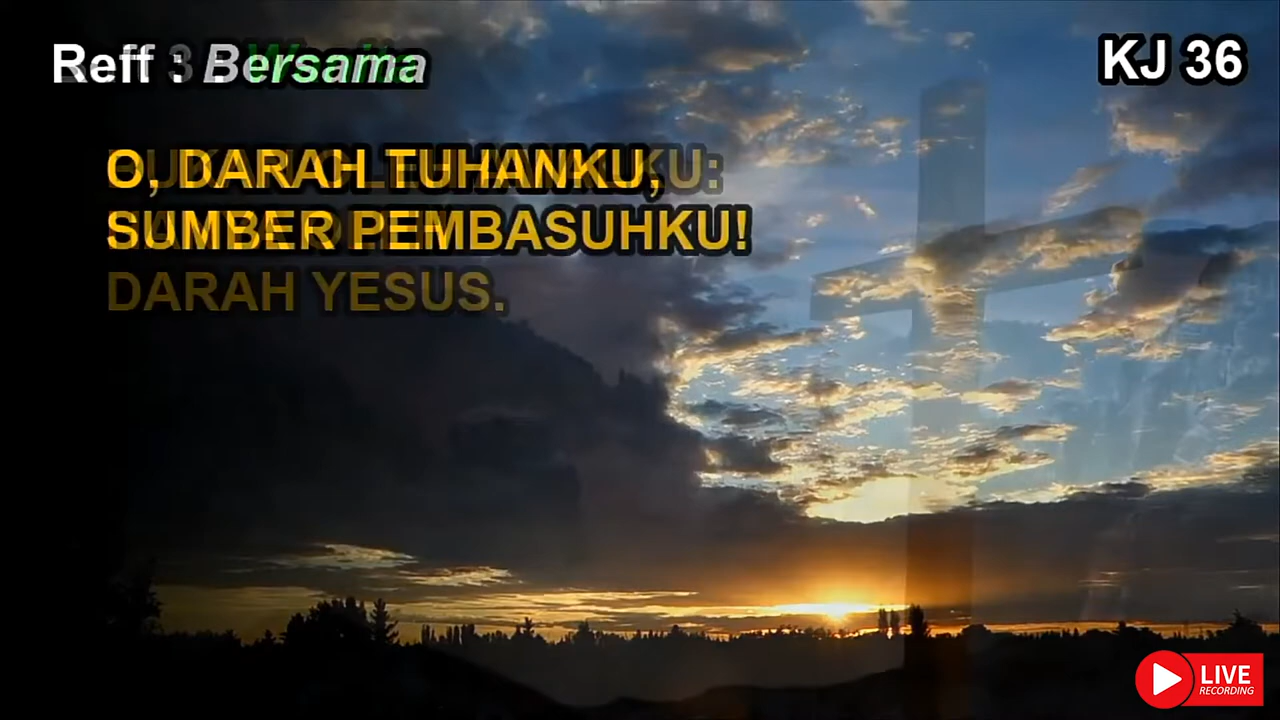 Reff : Bersama
KJ 36
O, DARAH TUHANKU,
SUMBER PEMBASUHKU!
DARAH YESUS.
LIVE
RECORDING